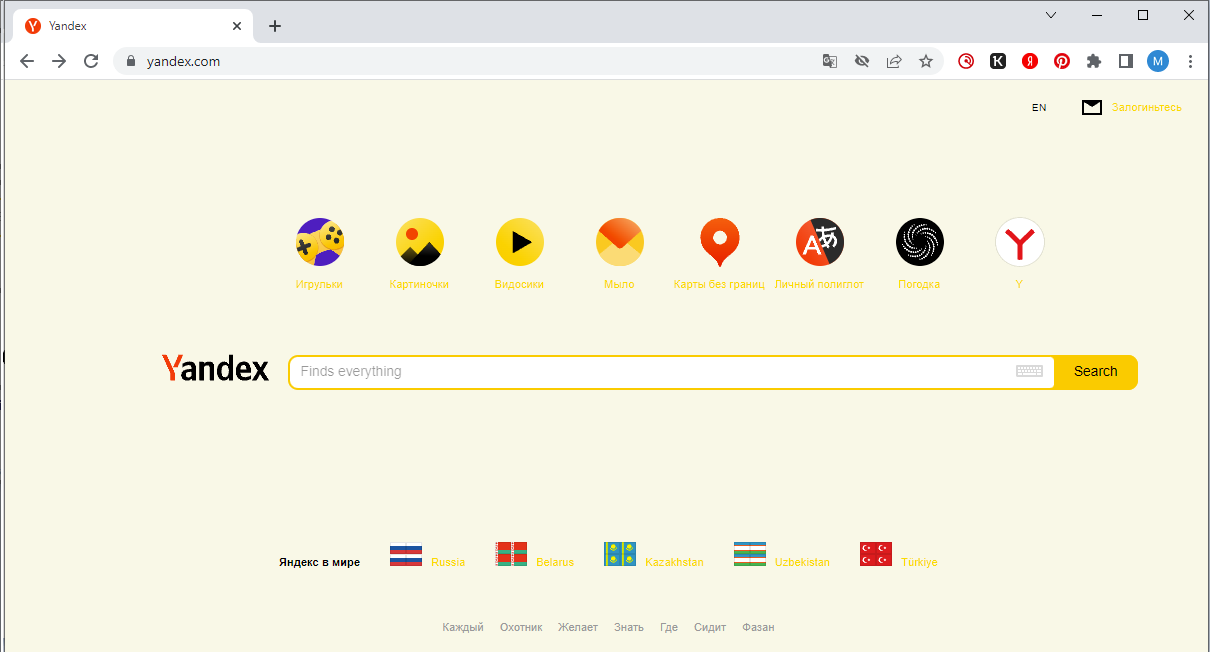 Yandex
yandex.com
EN Залогиньтесь
Игрульки Картиночки Видосики Мыло Карты без границ Личный полиглот Погодка Y
Yandex Finds everything Search
Яндекс в мире Russia Belarus Kazakhstan Uzbekistan Türkiye
Каждый Охотник Желает Знать Где Сидит Фазан